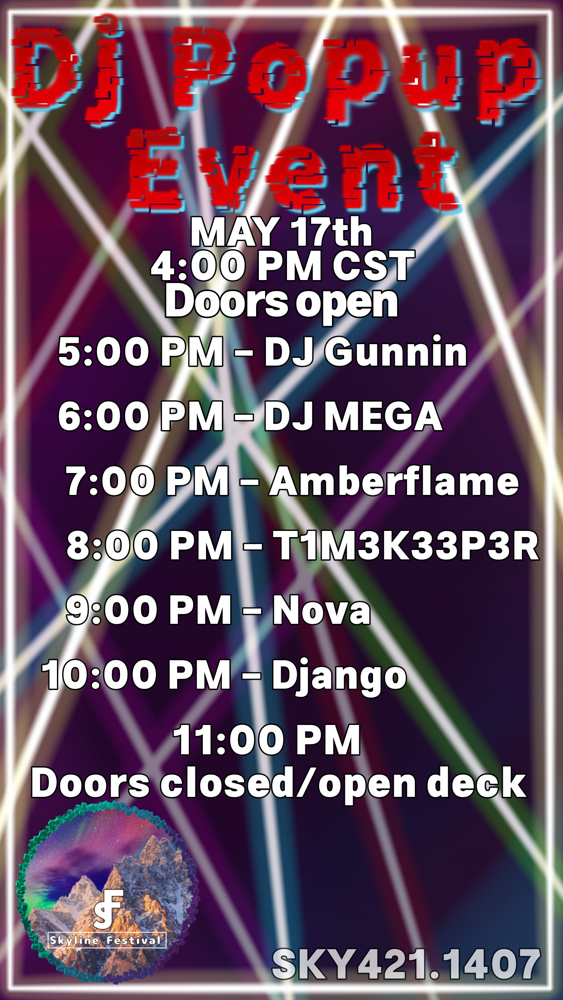 Dj Popup
Event
MAY 17th
4:00 PM CST
Doors open
5:00 PM – DJ Gunnin
6:00 PM – DJ MEGA
7:00 PM – Amberflame
8:00 PM – T1M3K33P3R
9:00 PM – Nova
10:00 PM – Django
11:00 PM
Doors closed/open deck
SF
Skyline Festival
SKY421.1407